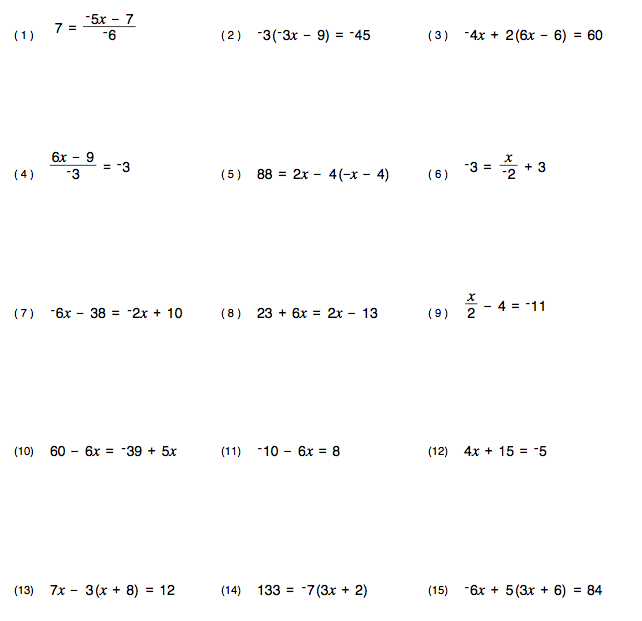 (1) 7 = ⁻5x − 7 / ⁻6
(2) ⁻3(⁻3x − 9) = ⁻45
(3) ⁻4x + 2(6x − 6) = 60
(4) 6x − 9 / ⁻3 = ⁻3
(5) 88 = 2x − 4(−x − 4)
(6) ⁻3 = x / ⁻2 + 3
(7) ⁻6x − 38 = ⁻2x + 10
(8) 23 + 6x = 2x − 13
(9) x / 2 − 4 = ⁻11
(10) 60 − 6x = ⁻39 + 5x
(11) ⁻10 − 6x = 8
(12) 4x + 15 = ⁻5
(13) 7x − 3(x + 8) = 12
(14) 133 = ⁻7(3x + 2)
(15) ⁻6x + 5(3x + 6) = 84